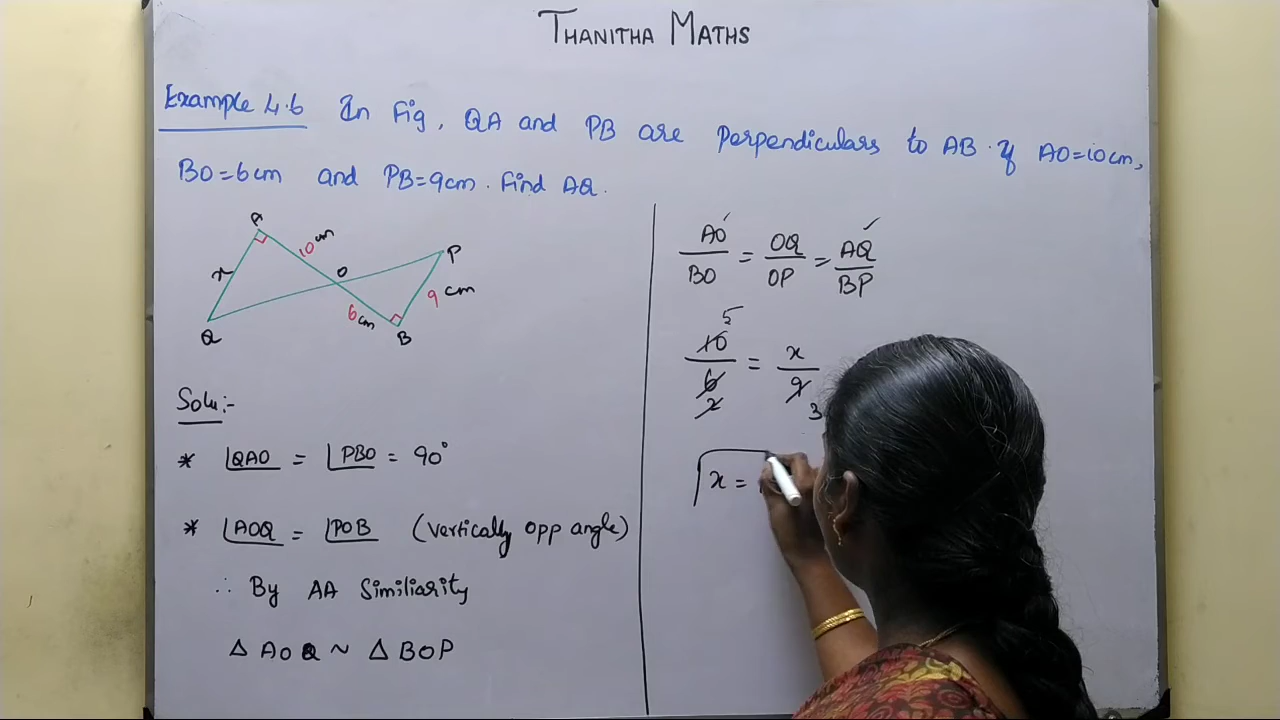 THANITHA MATHS
Example 4.6 In Fig, QA and PB are perpendiculars to AB. If AO=10cm,
BO=6cm and PB=9cm. Find AQ.
A
10cm
x
O
P
6cm
9 cm
Q
B
Solu:-
* ∠QAO = ∠PBO = 90°
* ∠AOQ = ∠POB (vertically opp angle)
∴ By AA Similiarity
Δ AOQ ~ Δ BOP
AO/BO = OQ/OP = AQ/BP
5
10/6 = x/9
2 3
x =